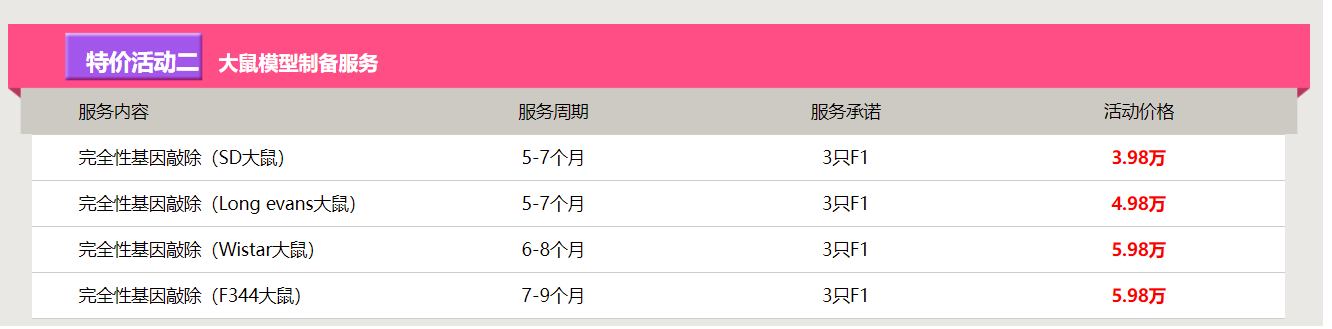 特价活动二 大鼠模型制备服务
服务内容 服务周期 服务承诺 活动价格
完全性基因敲除（SD大鼠） 5-7个月 3只F1 3.98万
完全性基因敲除（Long evans大鼠） 5-7个月 3只F1 4.98万
完全性基因敲除（Wistar大鼠） 6-8个月 3只F1 5.98万
完全性基因敲除（F344大鼠） 7-9个月 3只F1 5.98万